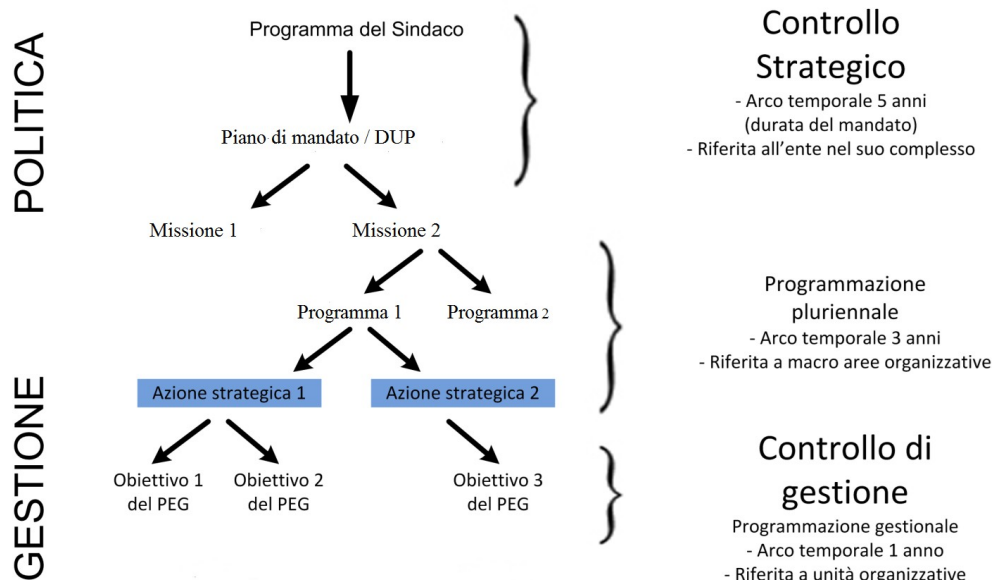 POLITICA
Programma del Sindaco
Piano di mandato / DUP
Controllo
Strategico
- Arco temporale 5 anni
(durata del mandato)
- Riferita all'ente nel suo complesso
Missione 1
Missione 2
Programma 1
Programma 2
Programmazione
pluriennale
- Arco temporale 3 anni
- Riferita a macro aree organizzative
GESTIONE
Azione strategica 1
Azione strategica 2
Obiettivo 1
del PEG
Obiettivo 2
del PEG
Obiettivo 3
del PEG
Controllo di
gestione
Programmazione gestionale
- Arco temporale 1 anno
- Riferita a unità organizzative